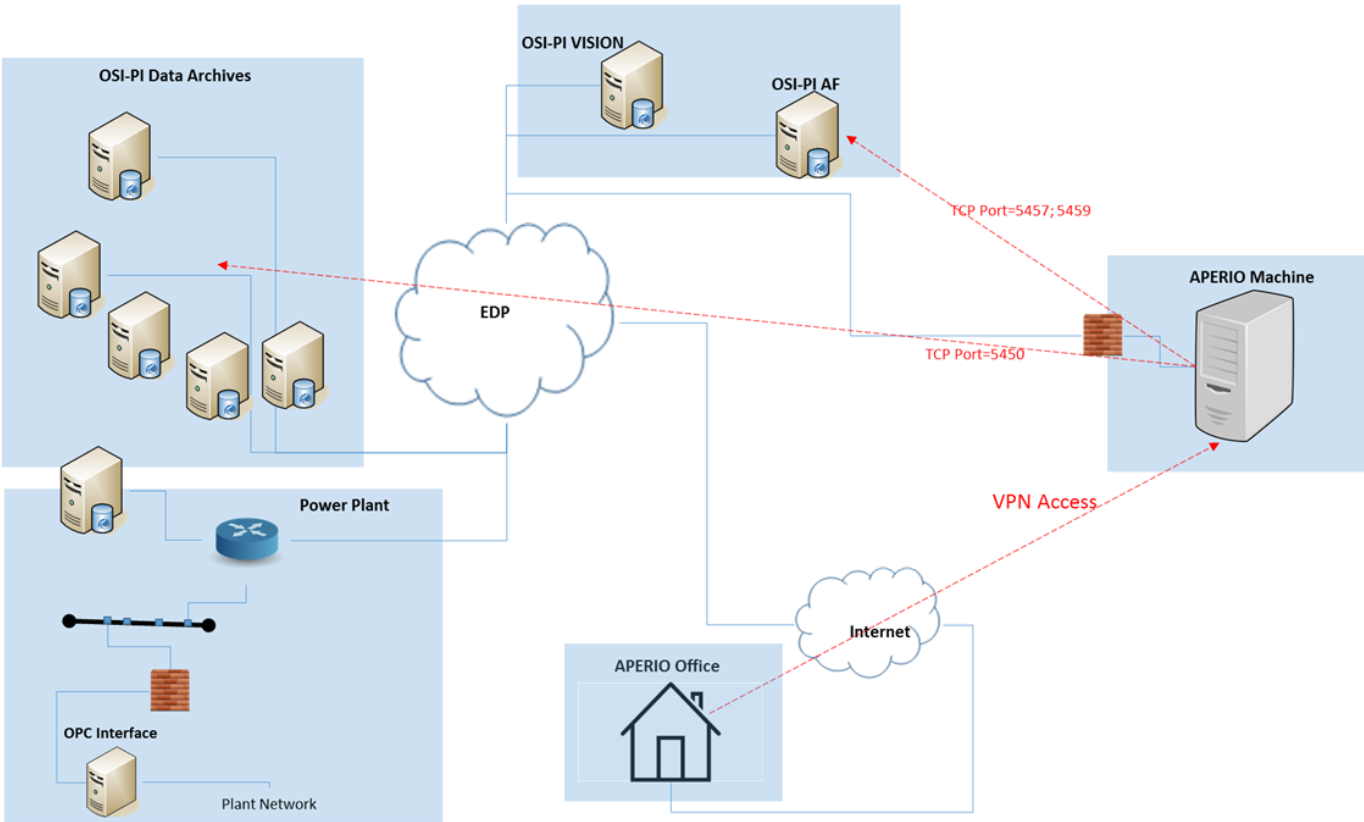 OSI-PI VISION
OSI-PI Data Archives
OSI-PI AF
TCP Port=5457; 5459
APERIO Machine
EDP
TCP Port=5450
Power Plant
VPN Access
Internet
APERIO Office
OPC Interface
Plant Network